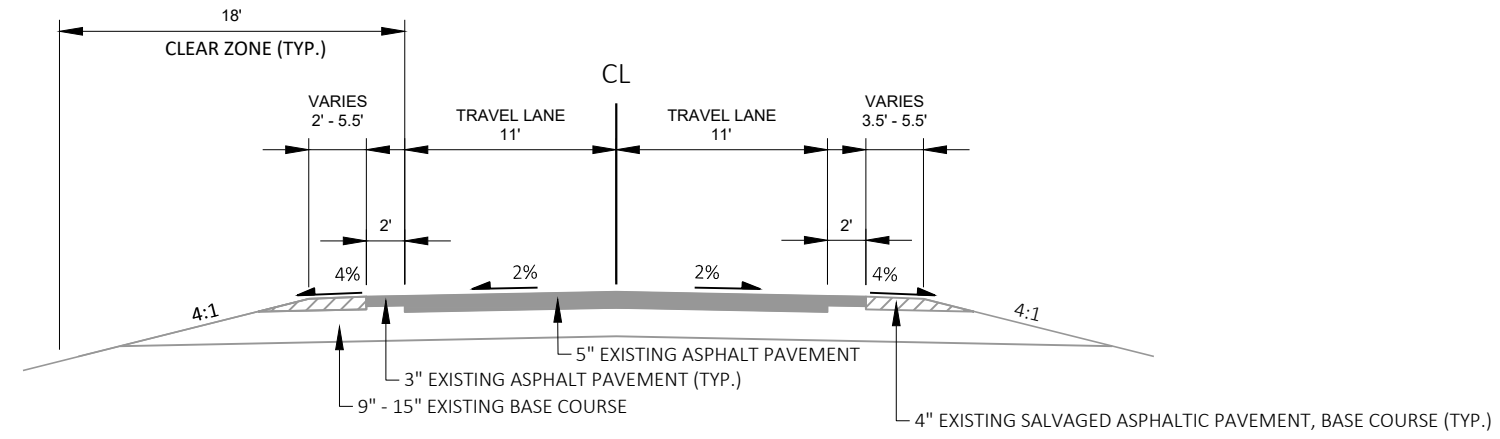 18'
CLEAR ZONE (TYP.)
CL
VARIES
2' - 5.5'
TRAVEL LANE
11'
TRAVEL LANE
11'
VARIES
3.5' - 5.5'
2'
2'
4%
2%
2%
4%
4:1
4:1
5" EXISTING ASPHALT PAVEMENT
3" EXISTING ASPHALT PAVEMENT (TYP.)
9" - 15" EXISTING BASE COURSE
4" EXISTING SALVAGED ASPHALTIC PAVEMENT, BASE COURSE (TYP.)